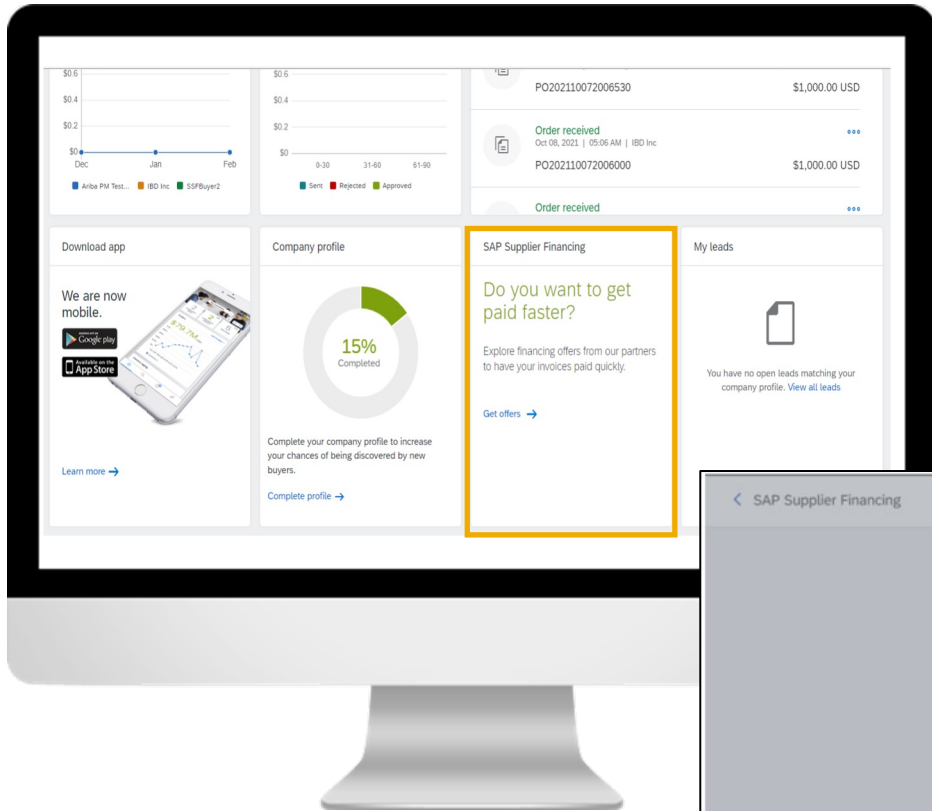 $0.6
$0.4
$0.2
$0
Dec Jan Feb
Ariba PM Test... IBD Inc SSFBuyer2
$0.6
$0.4
$0.2
$0
0-30 31-60 61-90
Sent Rejected Approved
PO202110072006530 $1,000.00 USD
Order received
Oct 08, 2021 | 05:06 AM | IBD Inc
PO202110072006000 $1,000.00 USD
Order received
Download app
We are now
mobile.
Google play
Available on the
App Store
$79.7M
Learn more →
Company profile
15%
Completed
Complete your company profile to increase
your chances of being discovered by new
buyers.
Complete profile →
SAP Supplier Financing
Do you want to get
paid faster?
Explore financing offers from our partners
to have your invoices paid quickly.
Get offers →
My leads
You have no open leads matching your
company profile. View all leads
< SAP Supplier Financing